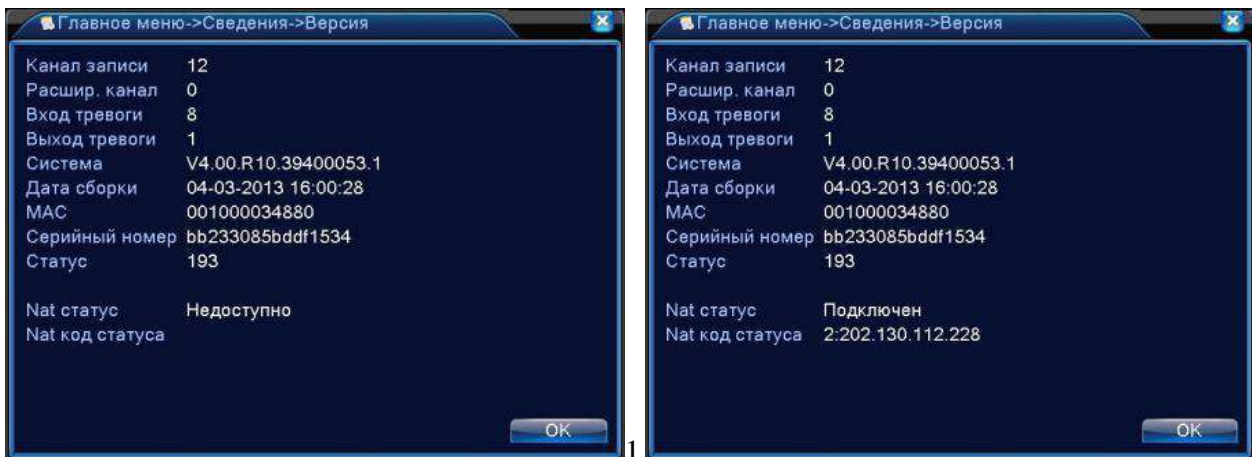 Главное меню->Сведения->Версия
Канал записи 12
Расшир. канал 0
Вход тревоги 8
Выход тревоги 1
Система V4.00.R10.39400053.1
Дата сборки 04-03-2013 16:00:28
MAC 001000034880
Серийный номер bb233085bddf1534
Статус 193
Nat статус Недоступно
Nat код статуса
OK
1
Главное меню->Сведения->Версия
Канал записи 12
Расшир. канал 0
Вход тревоги 8
Выход тревоги 1
Система V4.00.R10.39400053.1
Дата сборки 04-03-2013 16:00:28
MAC 001000034880
Серийный номер bb233085bddf1534
Статус 193
Nat статус Подключен
Nat код статуса 2:202.130.112.228
OK